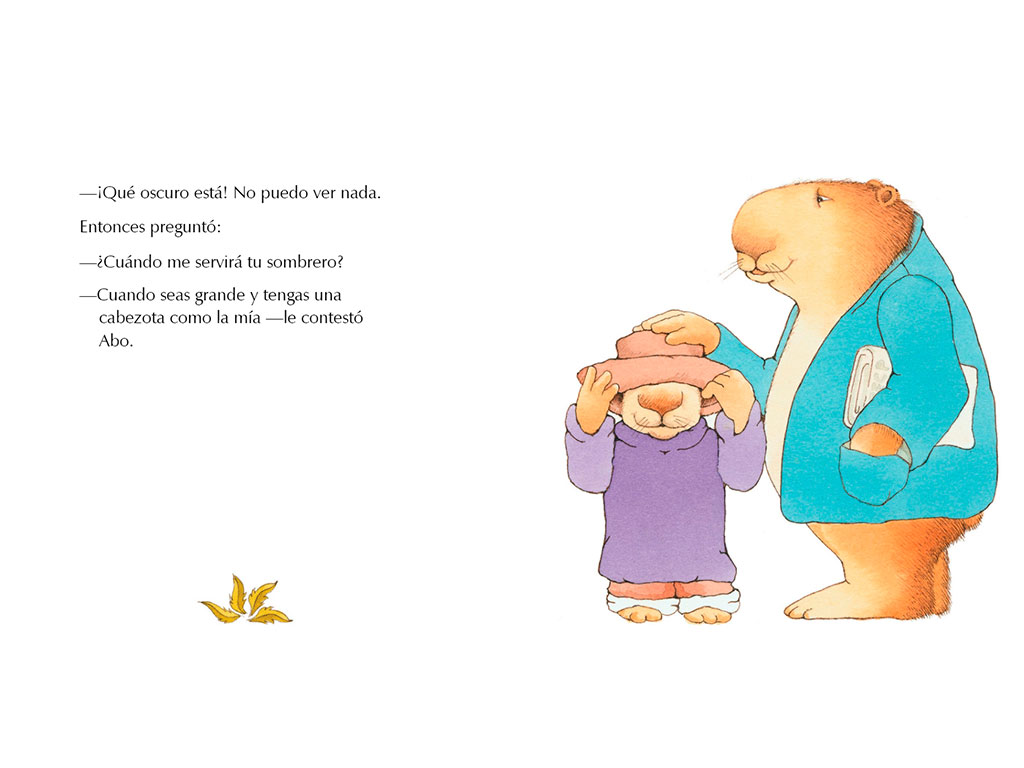 —¡Qué oscuro está! No puedo ver nada.
Entonces preguntó:
—¿Cuándo me servirá tu sombrero?
—Cuando seas grande y tengas una
cabezota como la mía —le contestó
Abo.